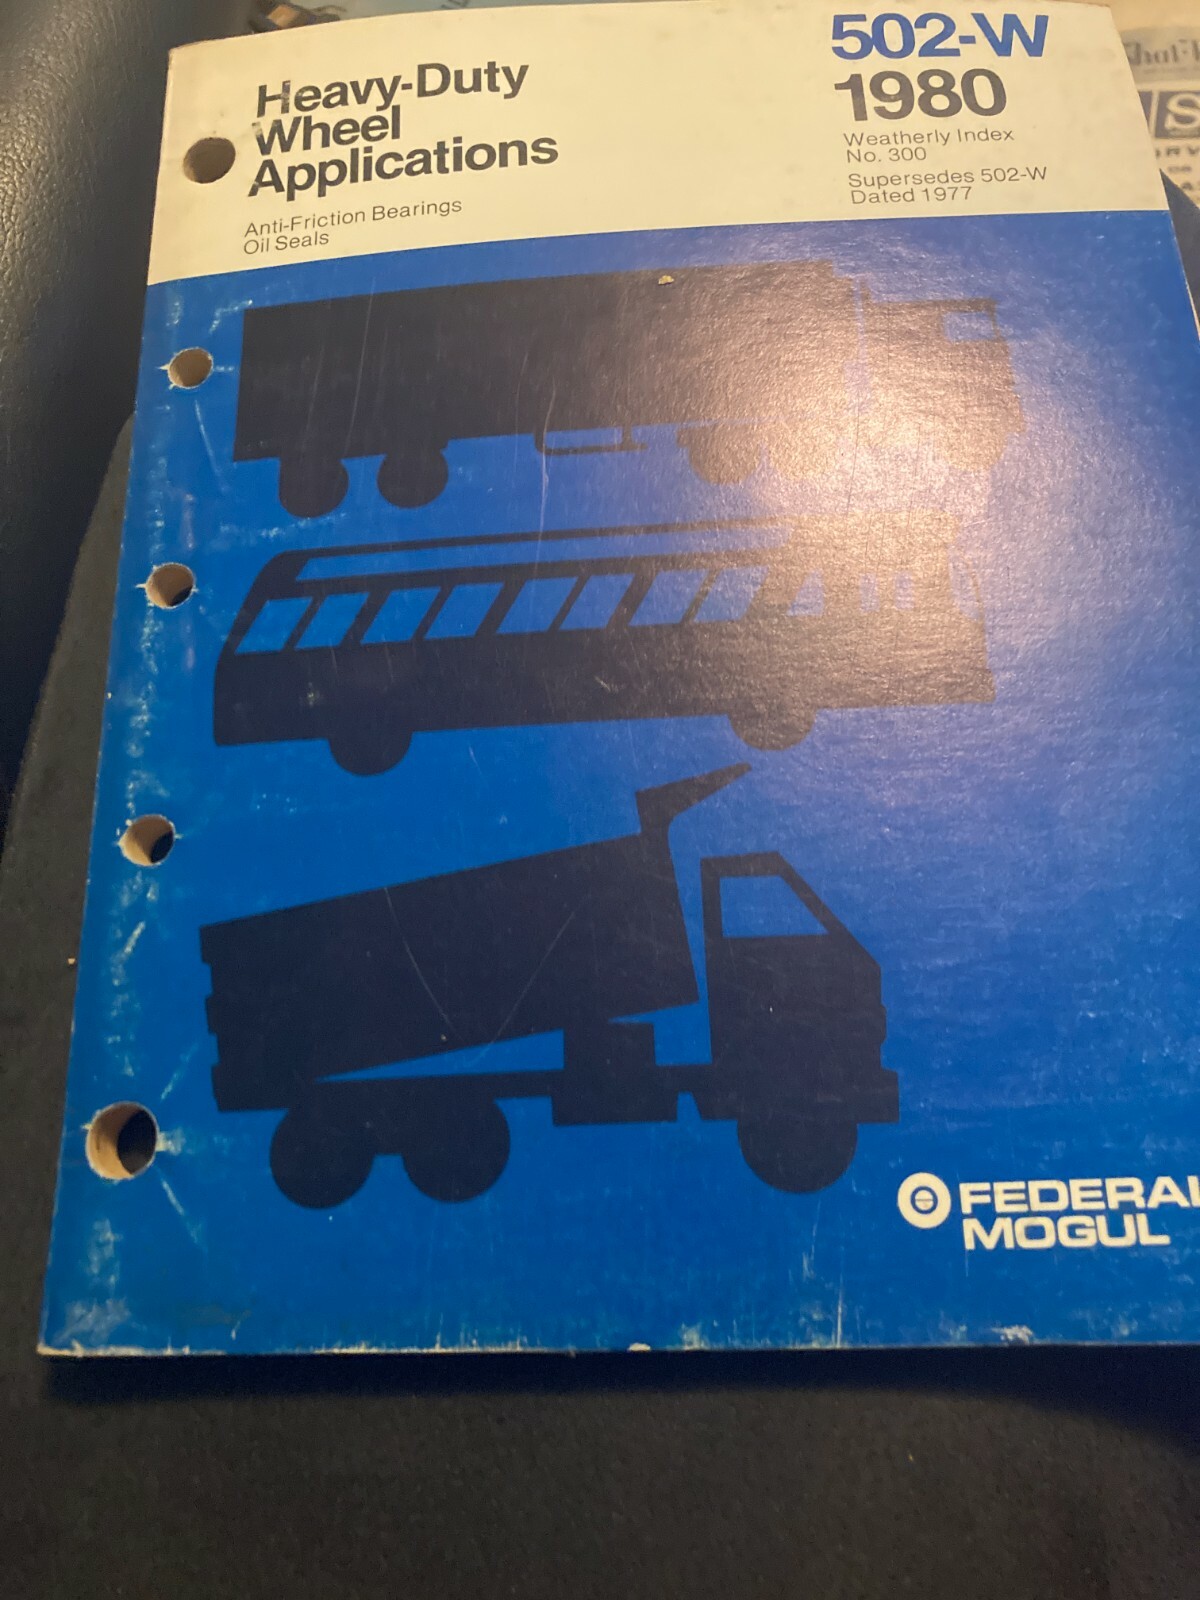 Heavy-Duty
Wheel
Applications
Anti-Friction Bearings
Oil Seals
502-W
1980
Weatherly Index
No. 300
Supersedes 502-W
Dated 1977
FEDERAL
MOGUL